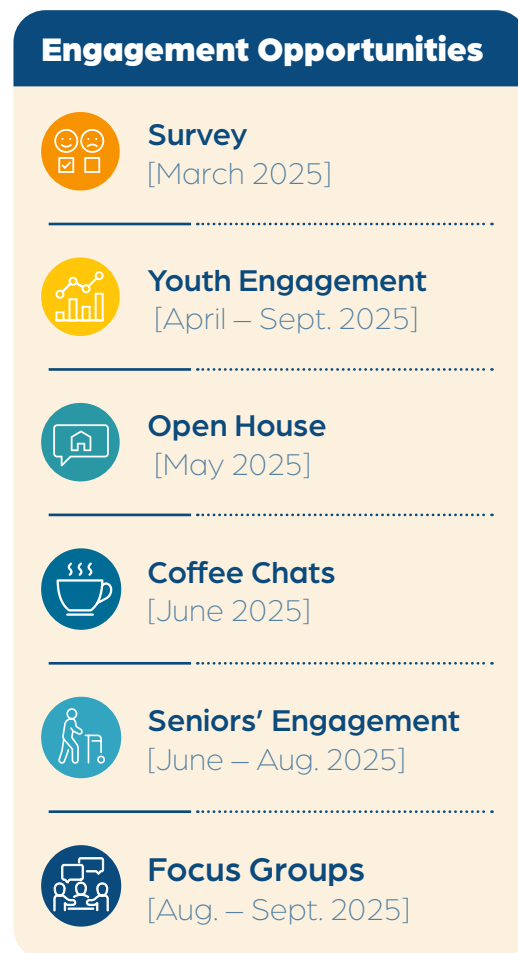 Engagement Opportunities
Survey
[March 2025]
Youth Engagement
[April – Sept. 2025]
Open House
[May 2025]
Coffee Chats
[June 2025]
Seniors’ Engagement
[June – Aug. 2025]
Focus Groups
[Aug. – Sept. 2025]